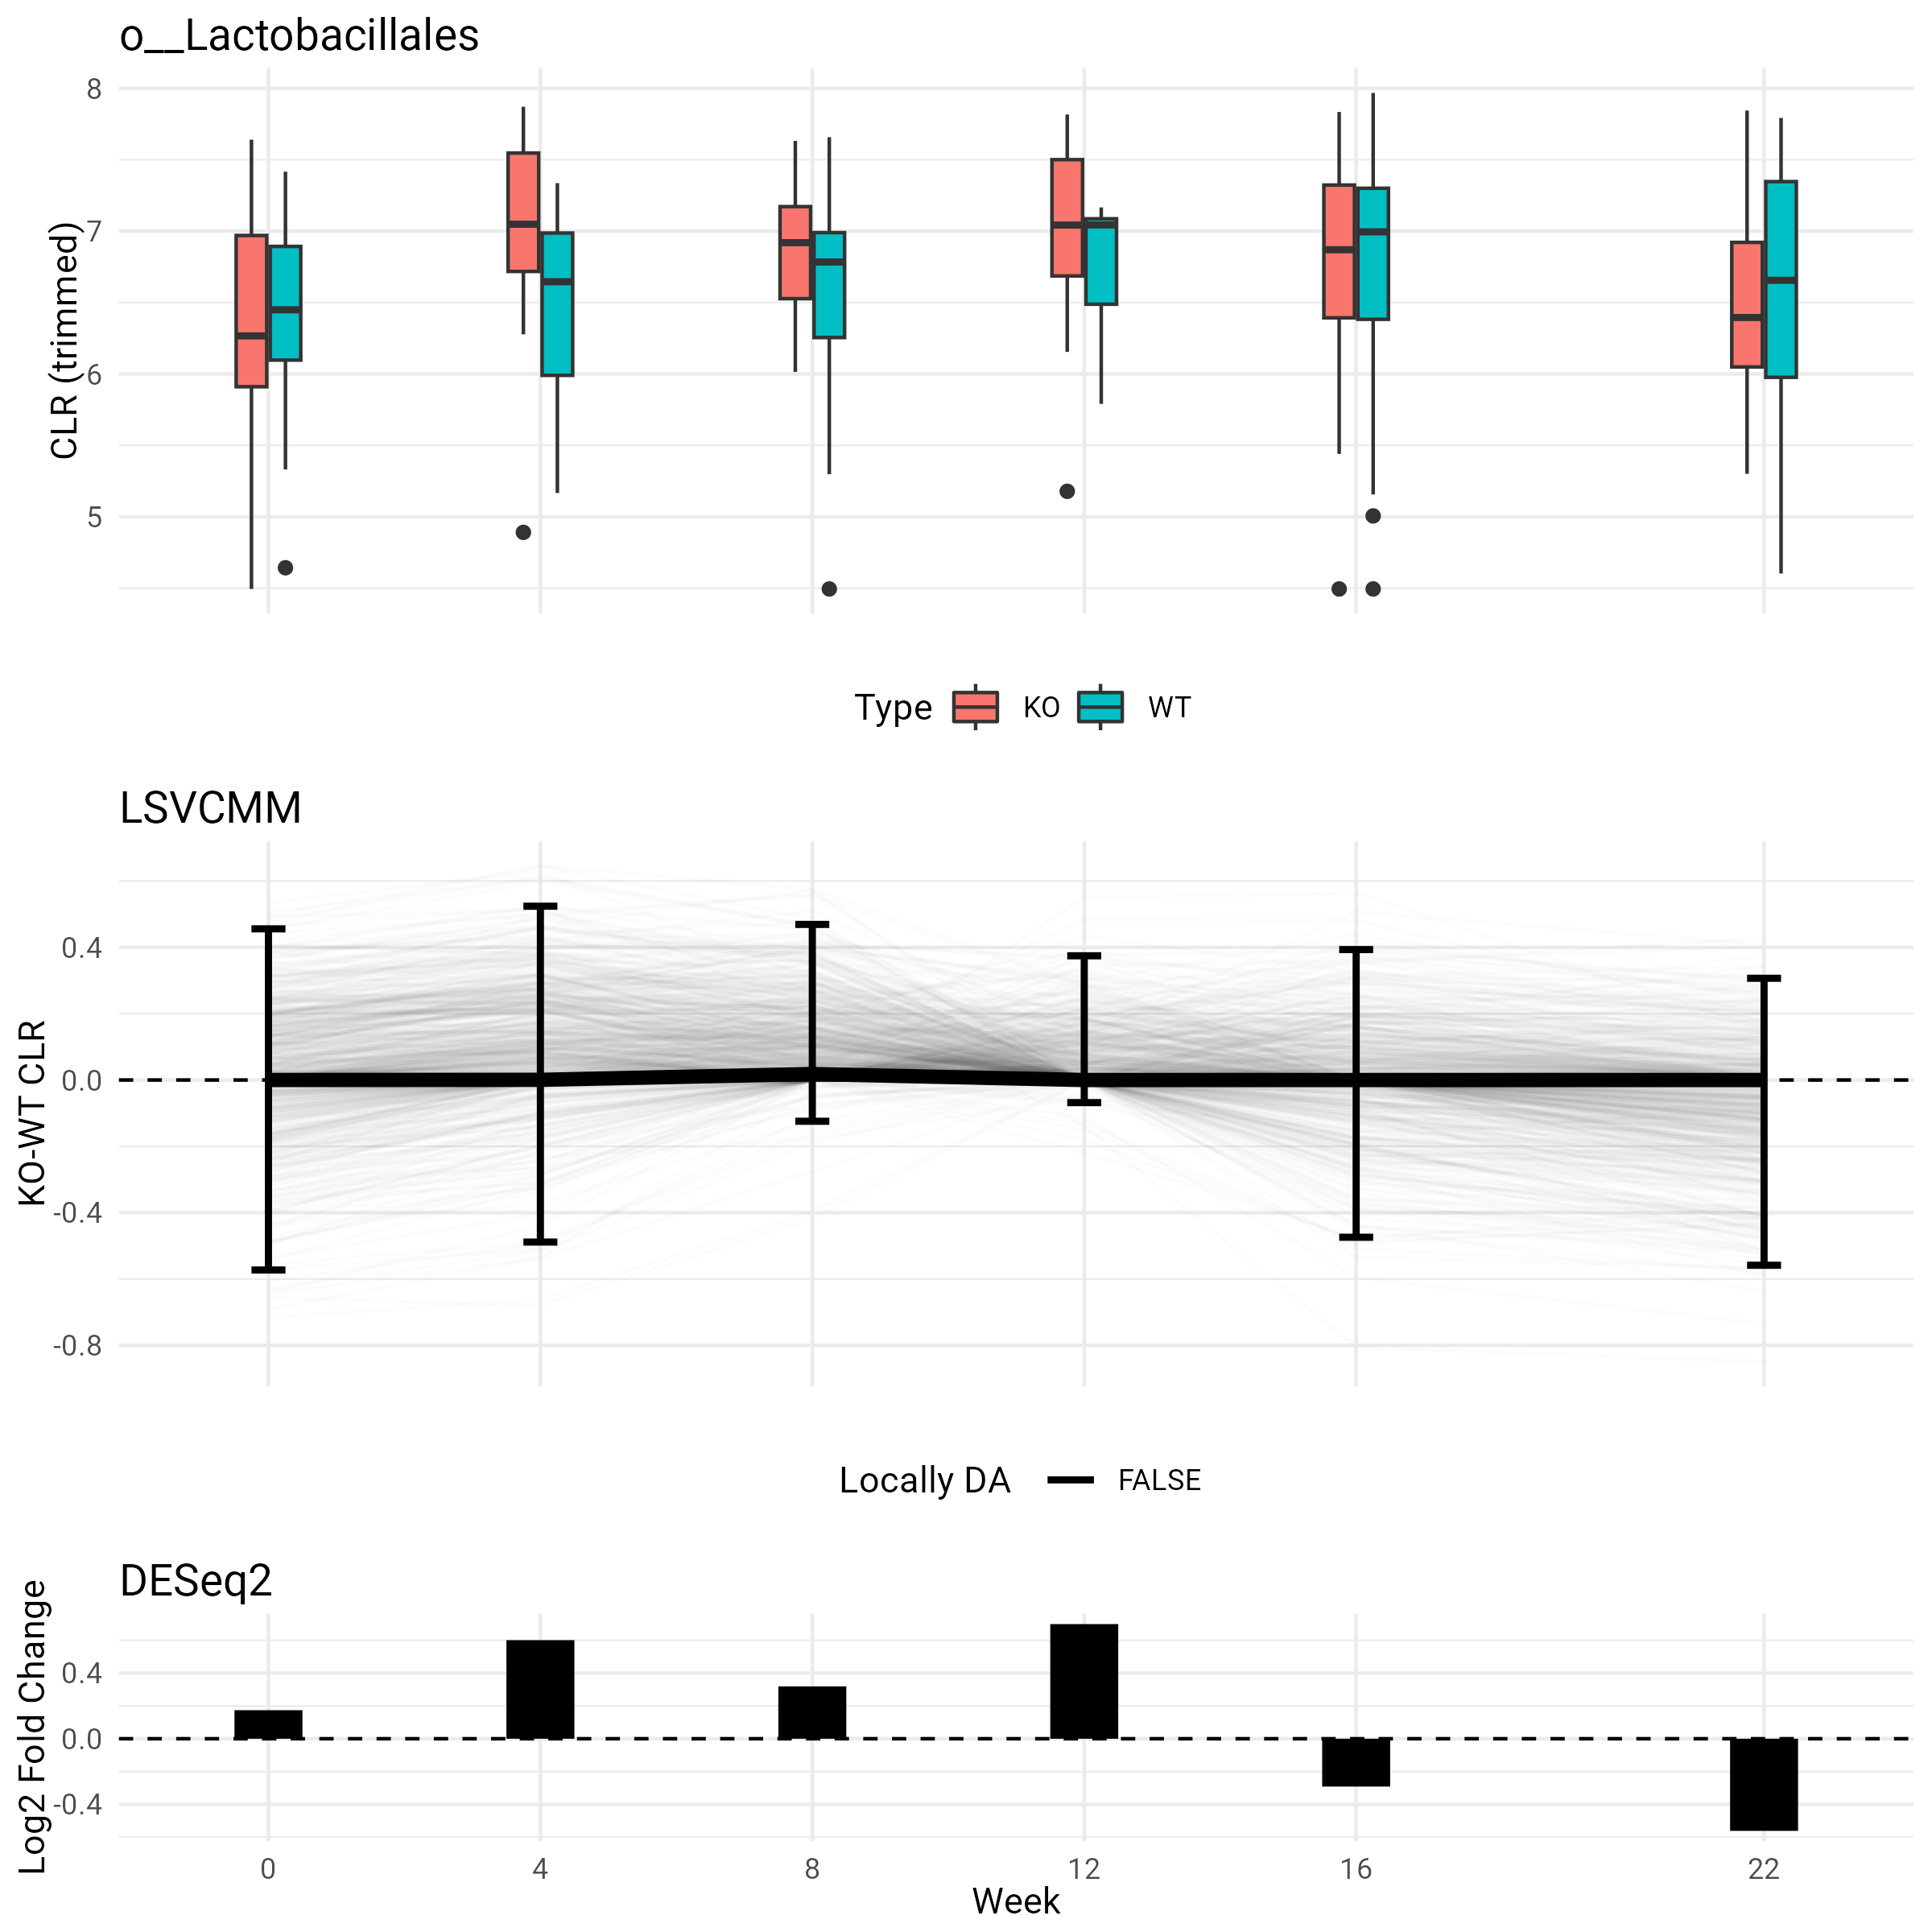 o__Lactobacillales
CLR (trimmed)
8
7
6
5
Type KO WT
LSVCMM
KO-WT CLR
0.4
0.0
-0.4
-0.8
Locally DA FALSE
DESeq2
Log2 Fold Change
0.4
0.0
-0.4
0 4 8 12 16 22
Week